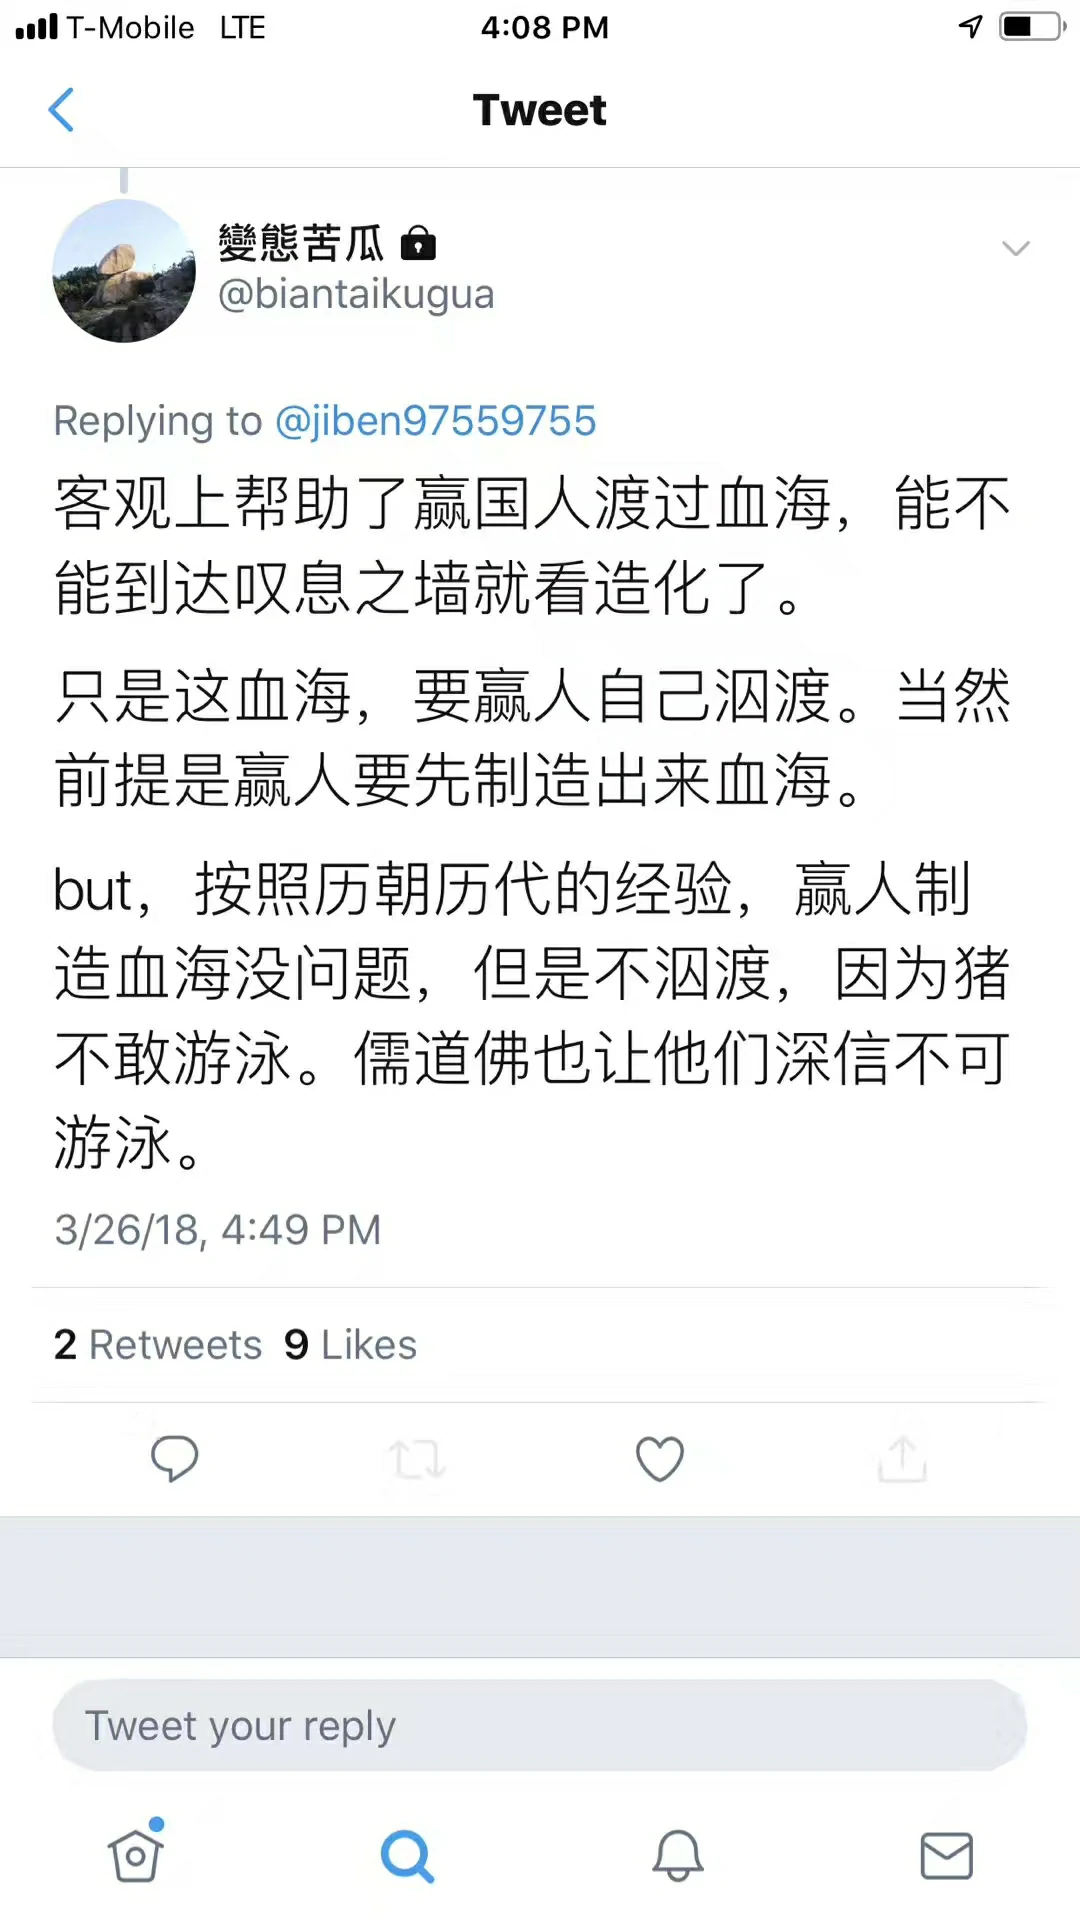 T-Mobile LTE 4:08 PM
Tweet
變態苦瓜
@biantaikugua
Replying to @jiben97559755
客观上帮助了赢国人渡过血海，能不
能到达叹息之墙就看造化了。
只是这血海，要赢人自己泅渡。当然
前提是赢人要先制造出来血海。
but，按照历朝历代的经验，赢人制
造血海没问题，但是不泅渡，因为猪
不敢游泳。儒道佛也让他们深信不可
游泳。
3/26/18, 4:49 PM
2 Retweets 9 Likes
Tweet your reply